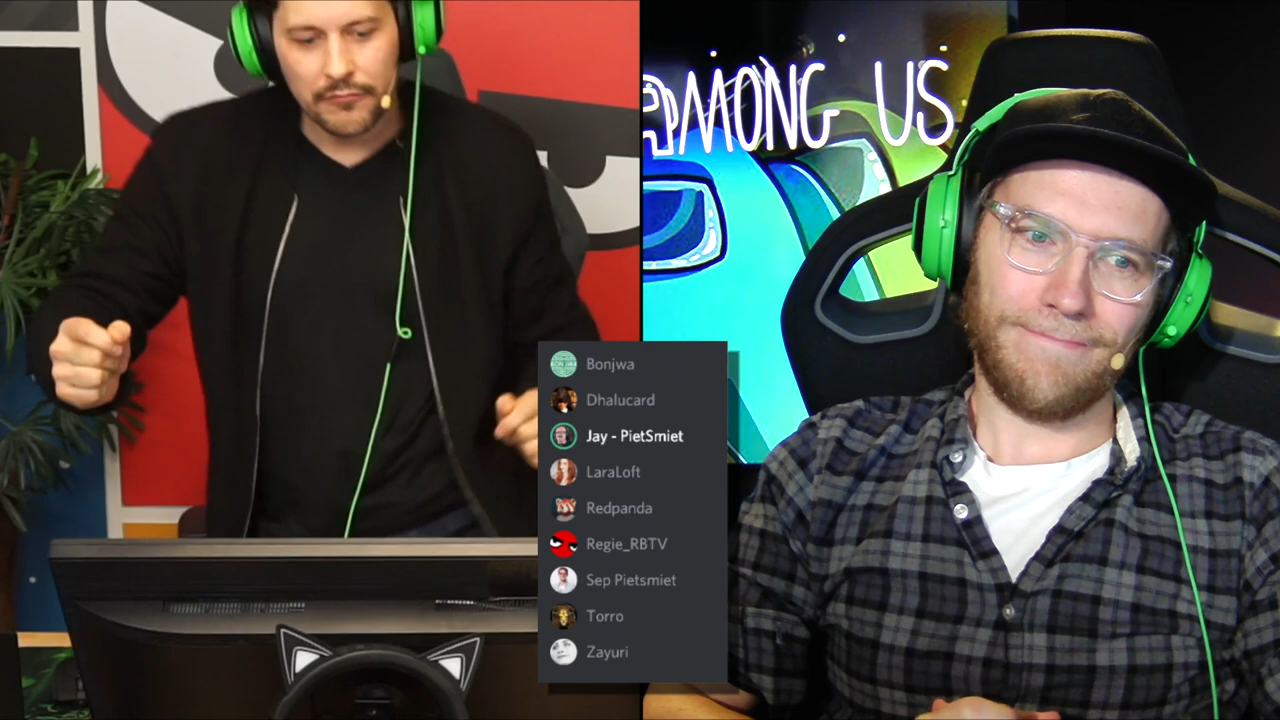 AMONG US
Bonjwa
Dhalucard
Jay - PietSmiet
LaraLoft
Redpanda
Regie_RBTV
Sep Pietsmiet
Torro
Zayuri